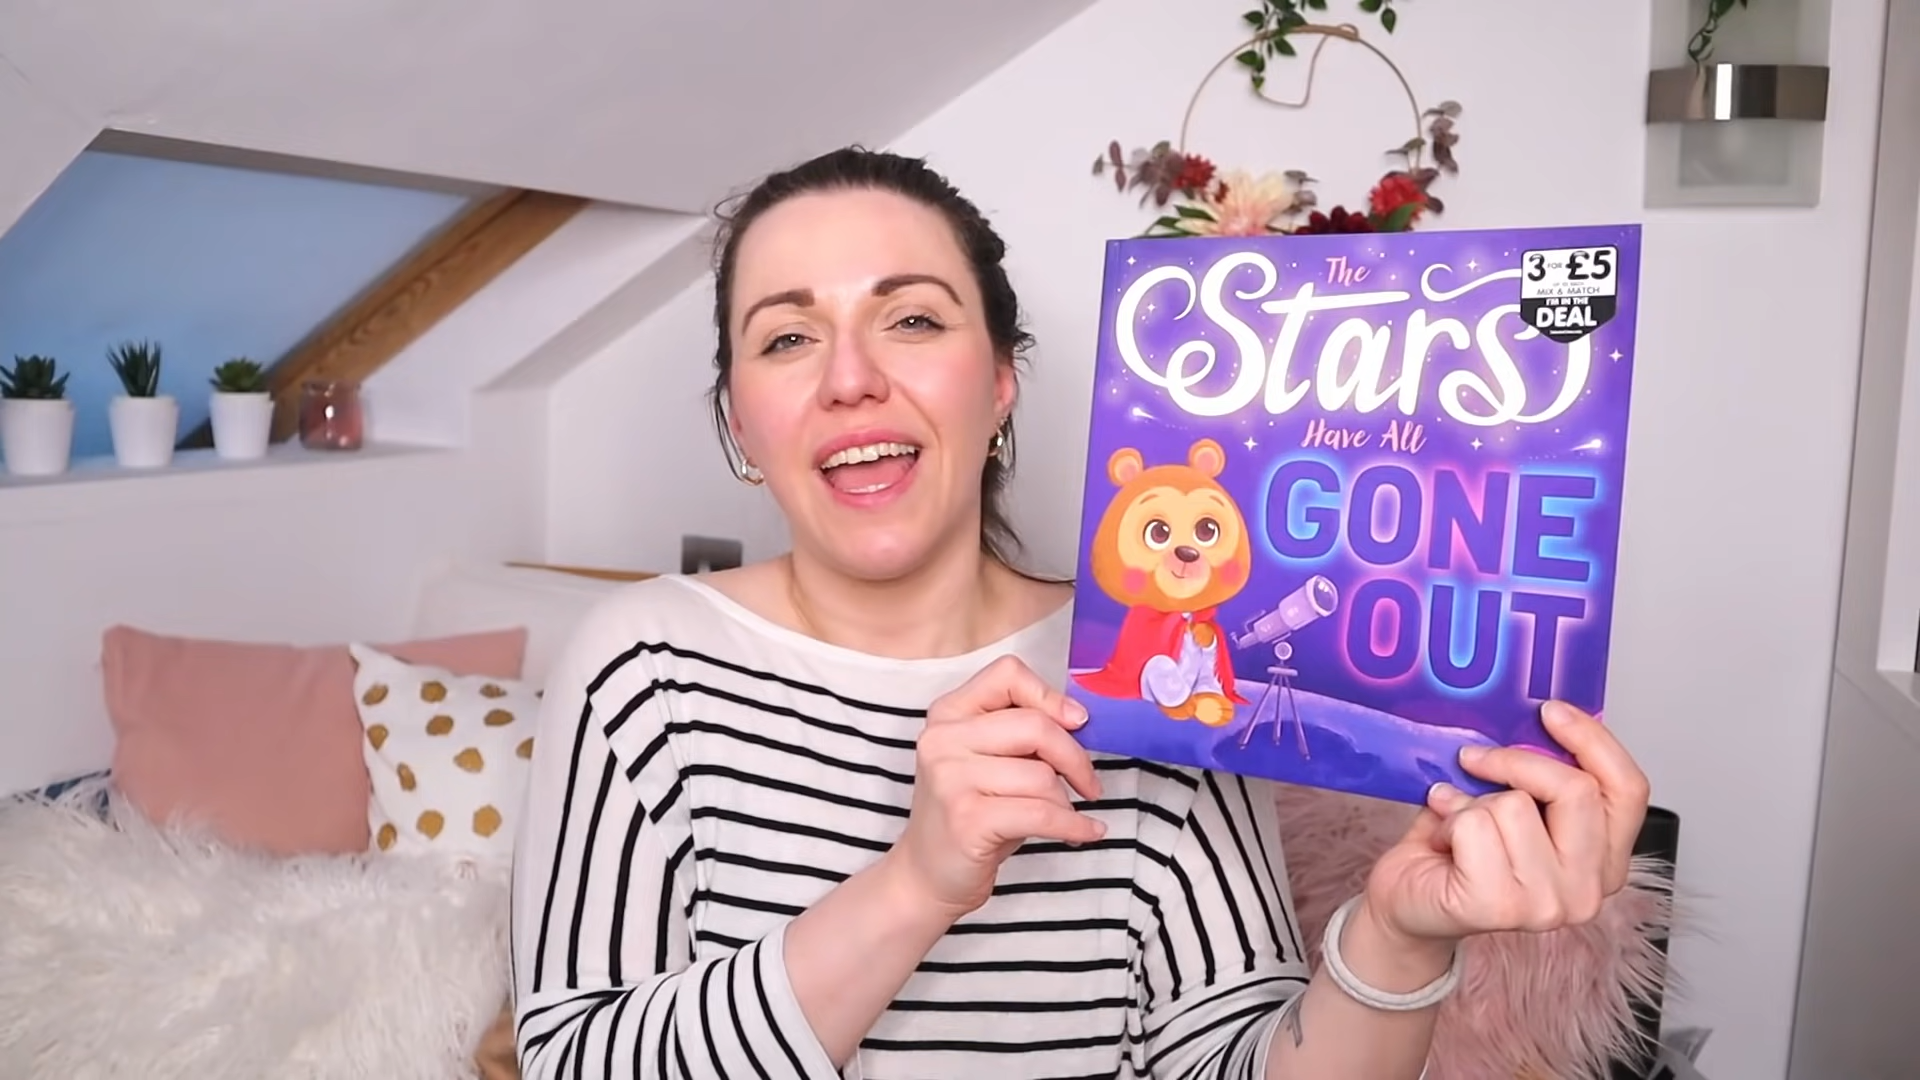 The
Stars
Have All
GONE
OUT
3 FOR £5
MIX & MATCH
I'M IN THE
DEAL